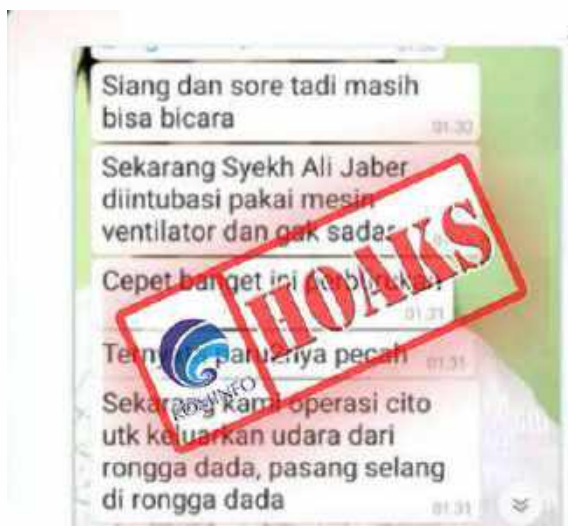 Siang dan sore tadi masih
bisa bicara
01:30
Sekarang Syekh Ali Jaber
diintubasi pakai mesin
ventilator dan gak sadar
Cepet banget ini perburukan
01:31
Ternyata paru2nya pecah 01:31
Sekarang kami operasi cito
utk keluarkan udara dari
rongga dada, pasang selang
di rongga dada
01:31
HOAKS
KOMINFO